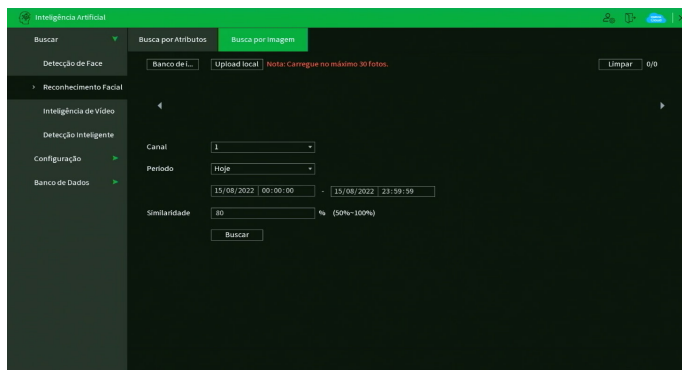 Inteligência Artificial
Buscar
Detecção de Face
Reconhecimento Facial
Inteligência de Vídeo
Detecção Inteligente
Configuração
Banco de Dados
Busca por Atributos
Busca por Imagem
Banco de i...
Upload local
Nota: Carregue no máximo 30 fotos.
Limpar
0/0
Canal
1
Período
Hoje
15/08/2022 00:00:00 - 15/08/2022 23:59:59
Similaridade
80
% (50%~100%)
Buscar